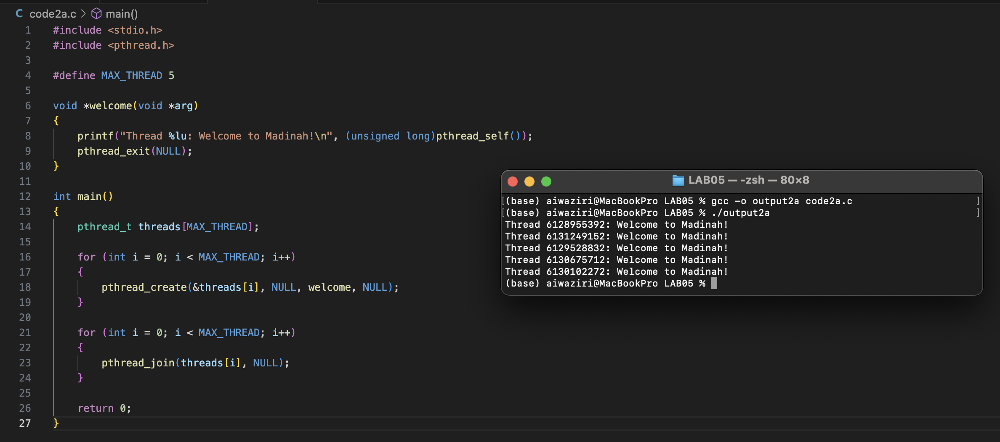 C code2a.c > main()
1 #include <stdio.h>
2 #include <pthread.h>
3
4 #define MAX_THREAD 5
5
6 void *welcome(void *arg)
7 {
8     printf("Thread %lu: Welcome to Madinah!\n", (unsigned long)pthread_self());
9     pthread_exit(NULL);
10 }
11
12 int main()
13 {
14     pthread_t threads[MAX_THREAD];
15
16     for (int i = 0; i < MAX_THREAD; i++)
17     {
18         pthread_create(&threads[i], NULL, welcome, NULL);
19     }
20
21     for (int i = 0; i < MAX_THREAD; i++)
22     {
23         pthread_join(threads[i], NULL);
24     }
25
26     return 0;
27 }
LAB05 — -zsh — 80×8
[(base) aiwaziri@MacBookPro LAB05 % gcc -o output2a code2a.c ]
[(base) aiwaziri@MacBookPro LAB05 % ./output2a ]
Thread 6128955392: Welcome to Madinah!
Thread 6131249152: Welcome to Madinah!
Thread 6129528832: Welcome to Madinah!
Thread 6130675712: Welcome to Madinah!
Thread 6130102272: Welcome to Madinah!
(base) aiwaziri@MacBookPro LAB05 %